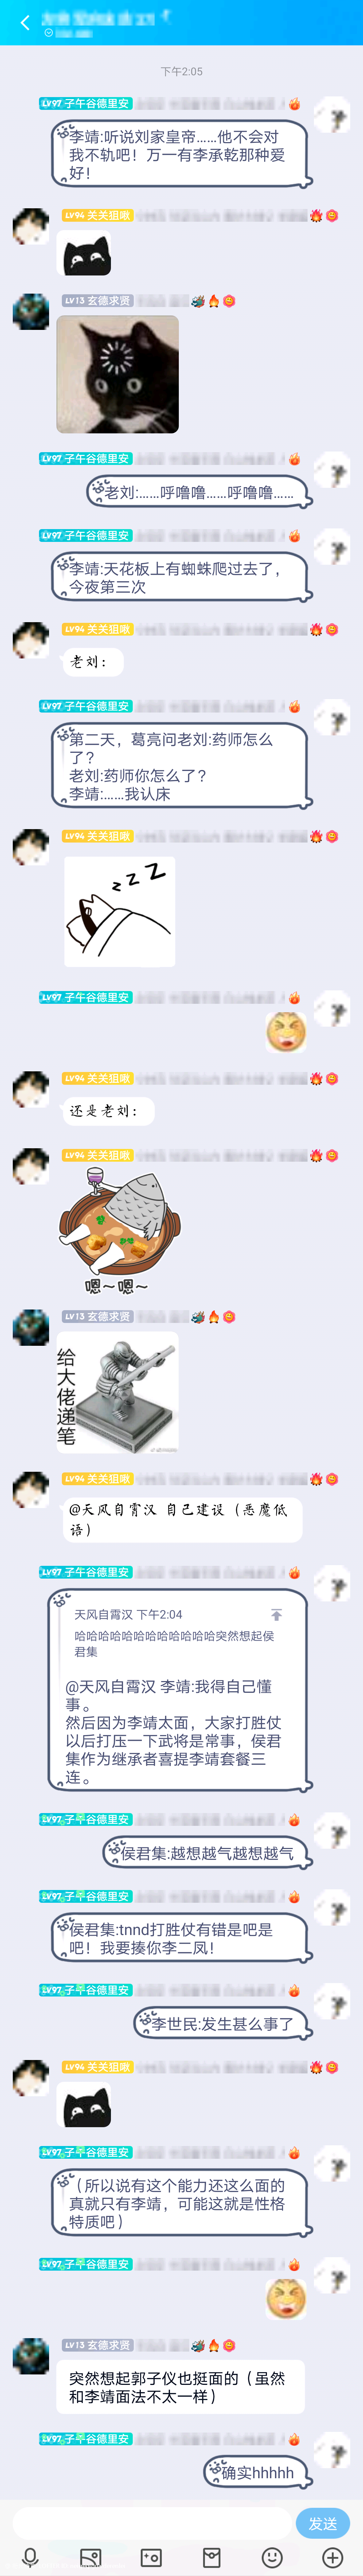 下午2:05
LV97 子午谷德里安
李靖:听说刘家皇帝……他不会对
我不轨吧！万一有李承乾那种爱
好！
LV94 关关狙瞅
LV13 玄德求贤
LV97 子午谷德里安
老刘:……呼噜噜……呼噜噜……
LV97 子午谷德里安
李靖:天花板上有蜘蛛爬过去了，
今夜第三次
LV94 关关狙瞅
老刘：
LV97 子午谷德里安
第二天，葛亮问老刘:药师怎么
了？
老刘:药师你怎么了？
李靖:……我认床
LV94 关关狙瞅
z z Z Z
LV97 子午谷德里安
LV94 关关狙瞅
还是老刘：
LV94 关关狙瞅
嗯~嗯~
LV13 玄德求贤
给大佬递笔
LV94 关关狙瞅
@天风自霄汉 自己建设（恶魔低
语）
LV97 子午谷德里安
天风自霄汉 下午2:04
哈哈哈哈哈哈哈哈哈哈哈哈突然想起侯
君集
@天风自霄汉 李靖:我得自己懂
事。
然后因为李靖太面，大家打胜仗
以后打压一下武将是常事，侯君
集作为继承者喜提李靖套餐三
连。
LV97 子午谷德里安
侯君集:越想越气越想越气
LV97 子午谷德里安
侯君集:tnnd打胜仗有错是吧是
吧！我要揍你李二凤！
LV97 子午谷德里安
李世民:发生甚么事了
LV94 关关狙瞅
LV97 子午谷德里安
（所以说有这个能力还这么面的
真就只有李靖，可能这就是性格
特质吧）
LV97 子午谷德里安
LV13 玄德求贤
突然想起郭子仪也挺面的（虽然
和李靖面法不太一样）
LV97 子午谷德里安
确实hhhhh
发送